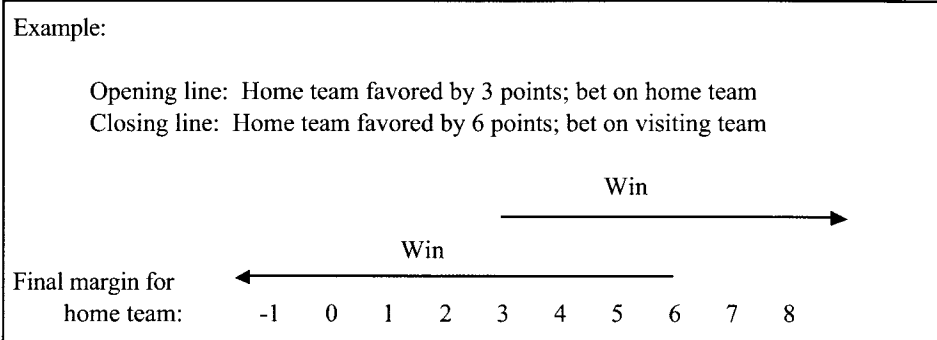 Example:
Opening line: Home team favored by 3 points; bet on home team
Closing line: Home team favored by 6 points; bet on visiting team
Win
Win
Final margin for
home team: -1 0 1 2 3 4 5 6 7 8